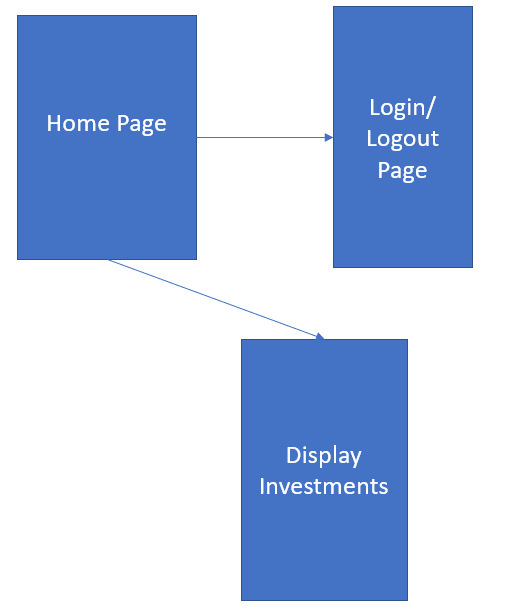 Home Page
Login/
Logout
Page
Display
Investments